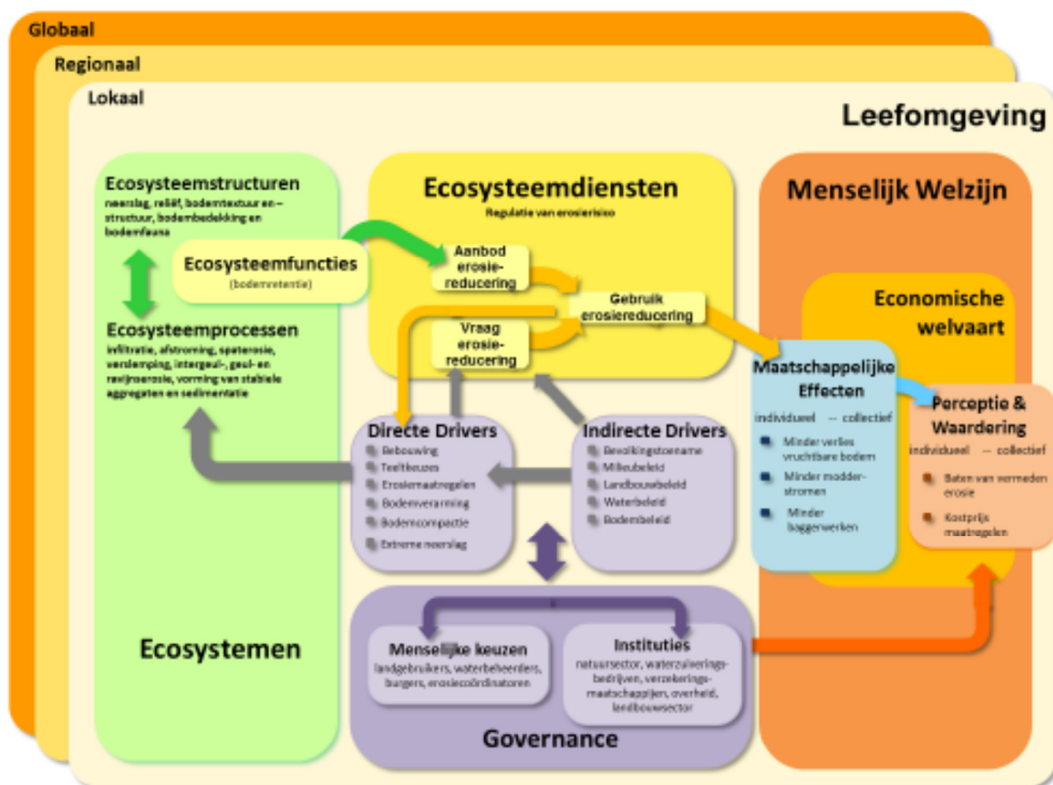 Globaal
Regionaal
Lokaal
Leefomgeving
Ecosysteemstructuren
neerslag, reliëf, bodemtextuur en –
structuur, bodembedekking en
bodemfauna
Ecosysteemfuncties
(bodemretentie)
Ecosysteemprocessen
infiltratie, afstroming, spaterosie,
verslemping, intergeul-, geul- en
ravijnerosie, vorming van stabiele
aggregaten en sedimentatie
Ecosystemen
Ecosysteemdiensten
Regulatie van erosierisico
Aanbod
erosie-
reducering
Gebruik
erosiereducering
Vraag
erosie-
reducering
Directe Drivers
Bebouwing
Teeltkeuzes
Erosiemaatregelen
Bodemverarming
Bodemcompactie
Extreme neerslag
Indirecte Drivers
Bevolkingstoename
Milieubeleid
Landbouwbeleid
Waterbeleid
Bodembeleid
Menselijke keuzen
landgebruikers, waterbeheerders,
burgers, erosiecoördinatoren
Instituties
natuursector, waterzuiverings-
bedrijven, verzekerings-
maatschappijen, overheid,
landbouwsector
Governance
Menselijk Welzijn
Economische
welvaart
Maatschappelijke
Effecten
individueel -- collectief
Minder verlies
vruchtbare bodem
Minder modder-
stromen
Minder
baggerwerken
Perceptie &
Waardering
individueel -- collectief
Baten van vermeden
erosie
Kostprijs
maatregelen